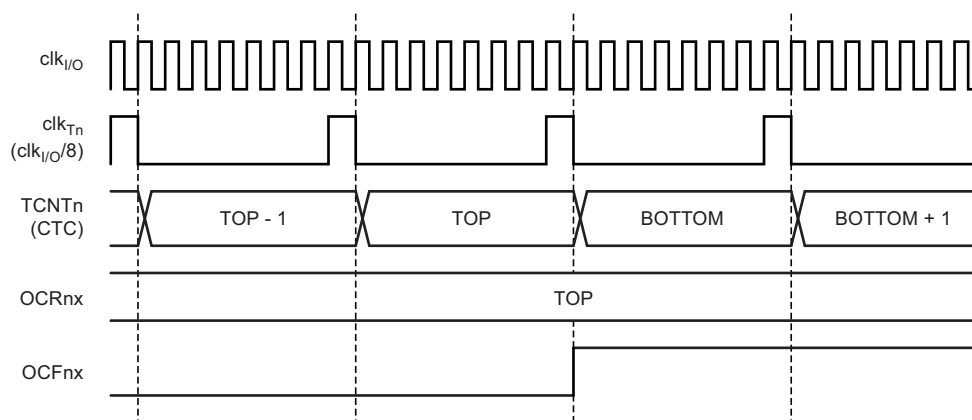 clkI/O
clkTn
(clkI/O/8)
TCNTn
(CTC)
TOP - 1
TOP
BOTTOM
BOTTOM + 1
OCRnx
TOP
OCFnx